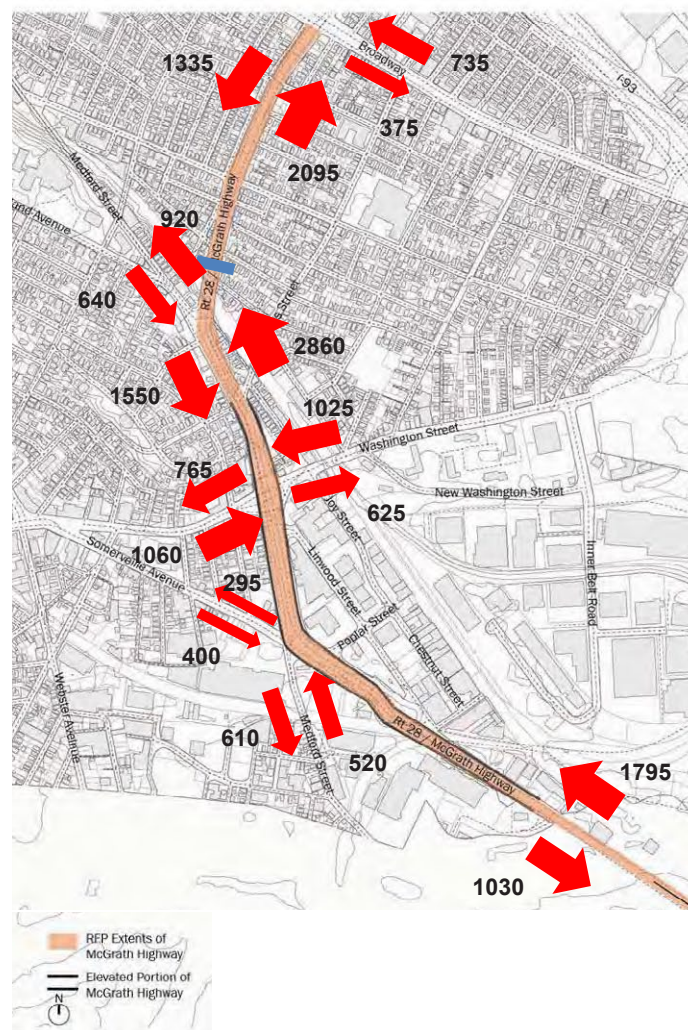 1335
Broadway
735
I-93
375
2095
Medford Street
920
Rt 28 / McGrath Highway
640
2860
1550
1025
Washington Street
765
New Washington Street
625
Joy Street
1060
Somerville Avenue
295
Linwood Street
Inner Belt Road
400
Poplar Street
Chestnut Street
Webster Avenue
610
Medford Street
520
Rt 28 / McGrath Highway
1795
1030
RFP Extents of
McGrath Highway
Elevated Portion of
McGrath Highway
N